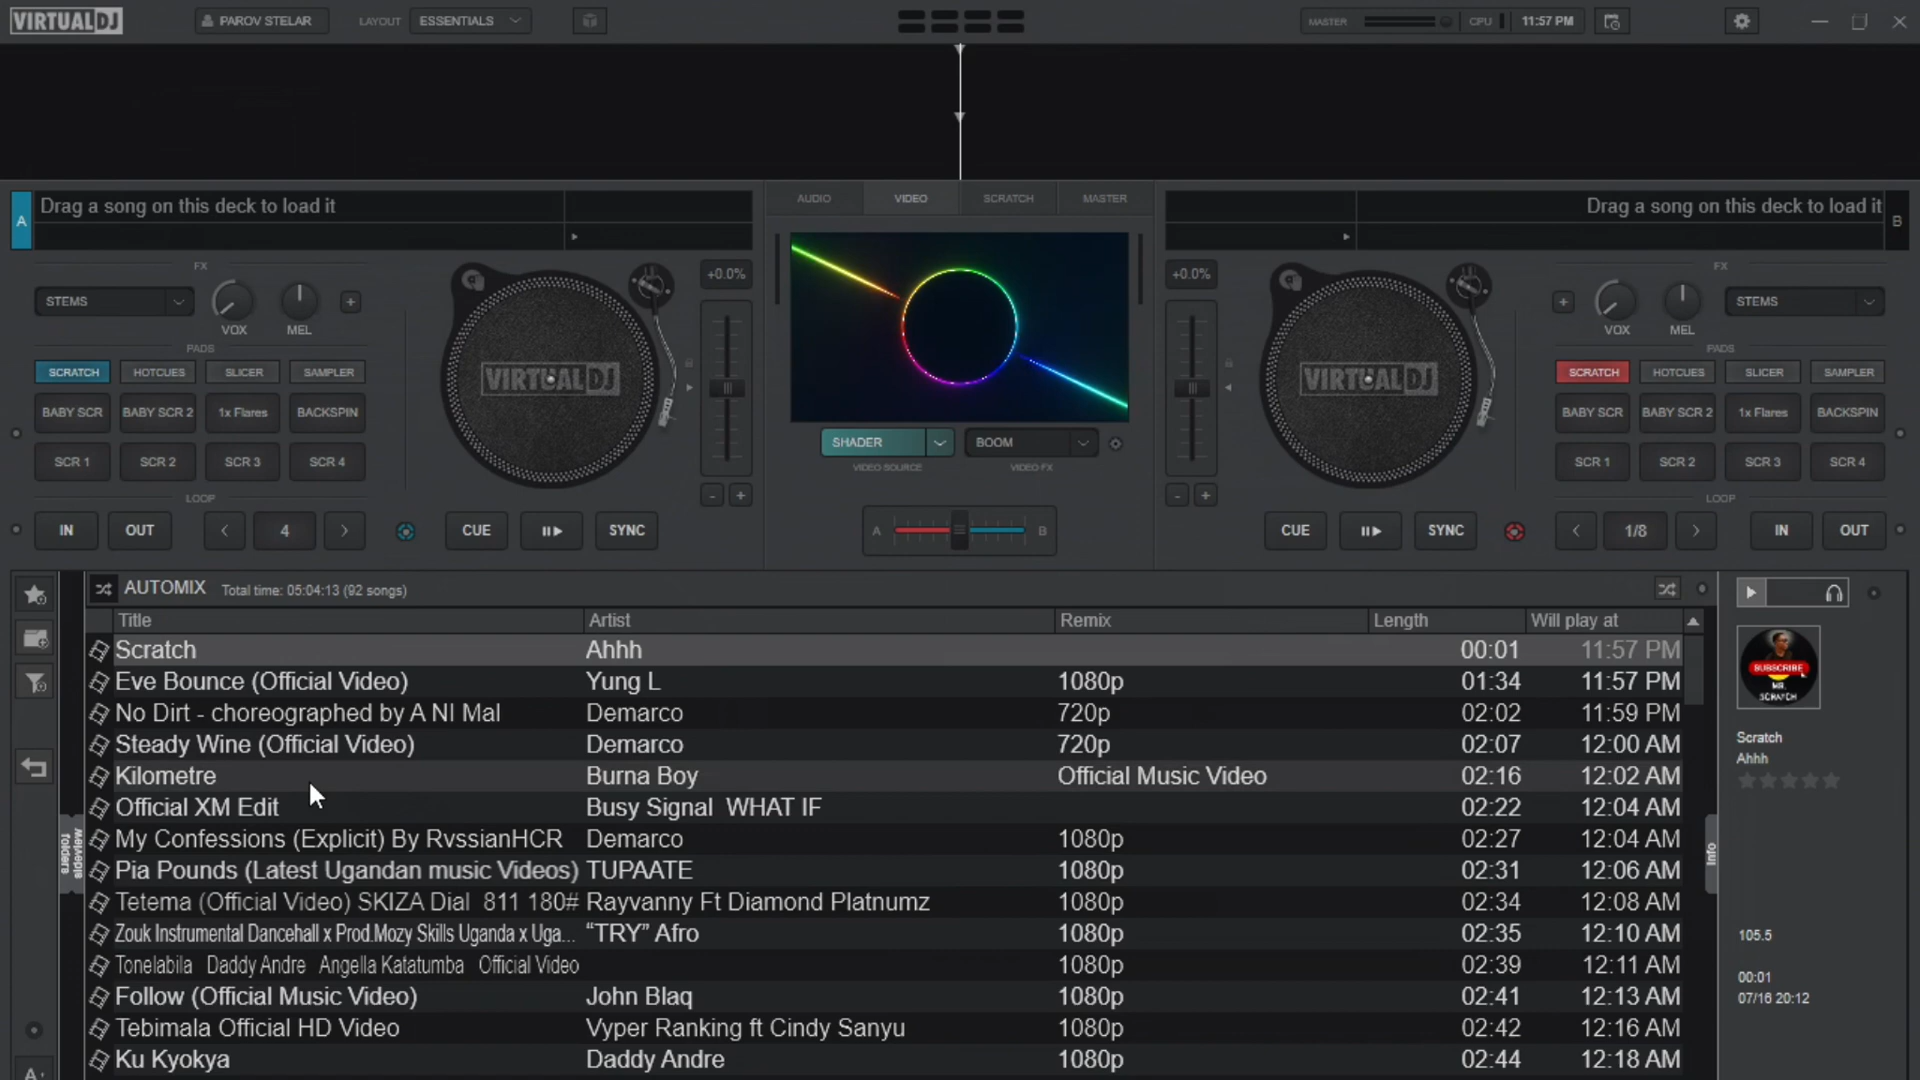 VIRTUALDJ
PAROV STELAR
LAYOUT
ESSENTIALS
MASTER
CPU
11:57 PM
A
Drag a song on this deck to load it
AUDIO
VIDEO
SCRATCH
MASTER
Drag a song on this deck to load it
B
FX
STEMS
VOX
MEL
+
+0.0%
+0.0%
FX
+
VOX
MEL
STEMS
PADS
SCRATCH
HOTCUES
SLICER
SAMPLER
VIRTUALDJ
VIRTUALDJ
PADS
SCRATCH
HOTCUES
SLICER
SAMPLER
BABY SCR
BABY SCR 2
1x Flares
BACKSPIN
BABY SCR
BABY SCR 2
1x Flares
BACKSPIN
SHADER
BOOM
VIDEO SOURCE
VIDEO FX
SCR 1
SCR 2
SCR 3
SCR 4
SCR 1
SCR 2
SCR 3
SCR 4
- +
- +
LOOP
IN
OUT
< 4 >
CUE
SYNC
A
B
CUE
SYNC
LOOP
< 1/8 >
IN
OUT
AUTOMIX Total time: 05:04:13 (92 songs)
Title Artist Remix Length Will play at
Scratch Ahhh 00:01 11:57 PM
Eve Bounce (Official Video) Yung L 1080p 01:34 11:57 PM
No Dirt - choreographed by A NI Mal Demarco 720p 02:02 11:59 PM
Steady Wine (Official Video) Demarco 720p 02:07 12:00 AM
Kilometre Burna Boy Official Music Video 02:16 12:02 AM
Official XM Edit Busy Signal WHAT IF 02:22 12:04 AM
My Confessions (Explicit) By RvssianHCR Demarco 1080p 02:27 12:04 AM
Pia Pounds (Latest Ugandan music Videos) TUPAATE 1080p 02:31 12:06 AM
Tetema (Official Video) SKIZA Dial 811 180# Rayvanny Ft Diamond Platnumz 1080p 02:34 12:08 AM
Zouk Instrumental Dancehall x Prod.Mozy Skills Uganda x Uga... “TRY” Afro 1080p 02:35 12:10 AM
Tonelabila Daddy Andre Angella Katatumba Official Video 1080p 02:39 12:11 AM
Follow (Official Music Video) John Blaq 1080p 02:41 12:13 AM
Tebimala Official HD Video Vyper Ranking ft Cindy Sanyu 1080p 02:42 12:16 AM
Ku Kyokya Daddy Andre 1080p 02:44 12:18 AM
folders
sideview
Info
SUBSCRIBE
MR.
SCRATCH
Scratch
Ahhh
105.5
00:01
07/16 20:12
A